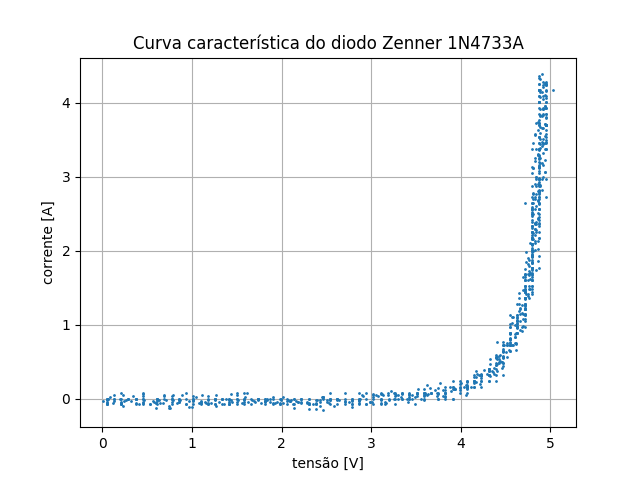 Curva característica do diodo Zenner 1N4733A
4
3
2
1
0
corrente [A]
0 1 2 3 4 5
tensão [V]